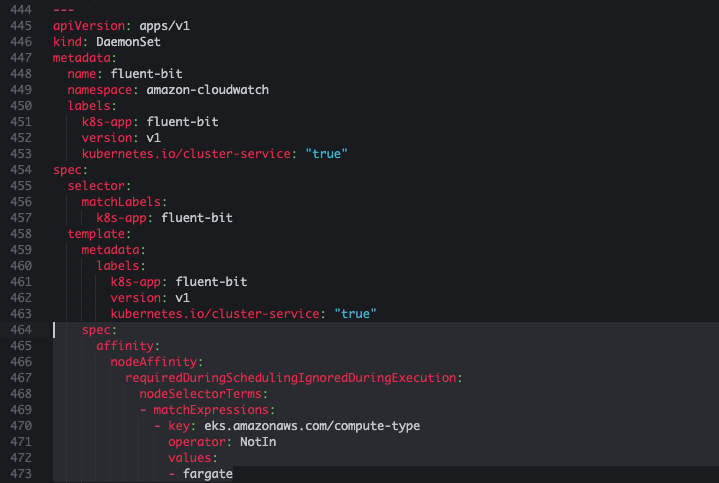 444 ---
445 apiVersion: apps/v1
446 kind: DaemonSet
447 metadata:
448   name: fluent-bit
449   namespace: amazon-cloudwatch
450   labels:
451     k8s-app: fluent-bit
452     version: v1
453     kubernetes.io/cluster-service: "true"
454 spec:
455   selector:
456     matchLabels:
457       k8s-app: fluent-bit
458   template:
459     metadata:
460       labels:
461         k8s-app: fluent-bit
462         version: v1
463         kubernetes.io/cluster-service: "true"
464     spec:
465       affinity:
466         nodeAffinity:
467           requiredDuringSchedulingIgnoredDuringExecution:
468             nodeSelectorTerms:
469             - matchExpressions:
470               - key: eks.amazonaws.com/compute-type
471                 operator: NotIn
472                 values:
473                 - fargate